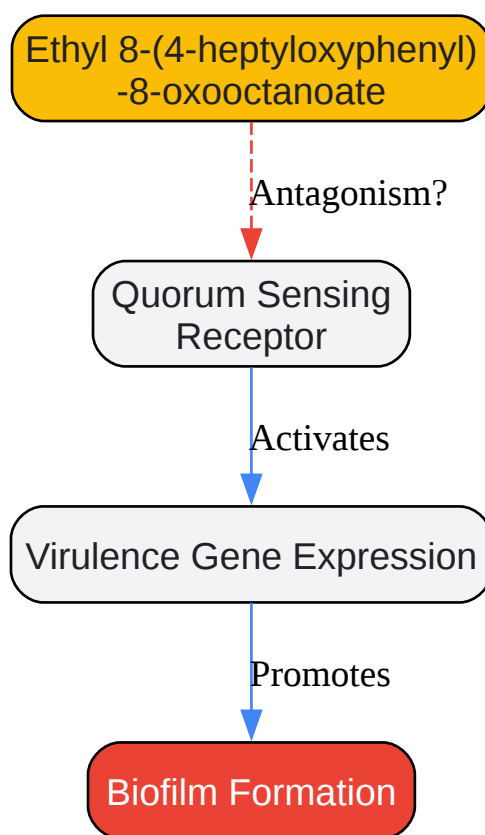 Ethyl 8-(4-heptyloxyphenyl)
-8-oxooctanoate
Antagonism?
Quorum Sensing
Receptor
Activates
Virulence Gene Expression
Promotes
Biofilm Formation